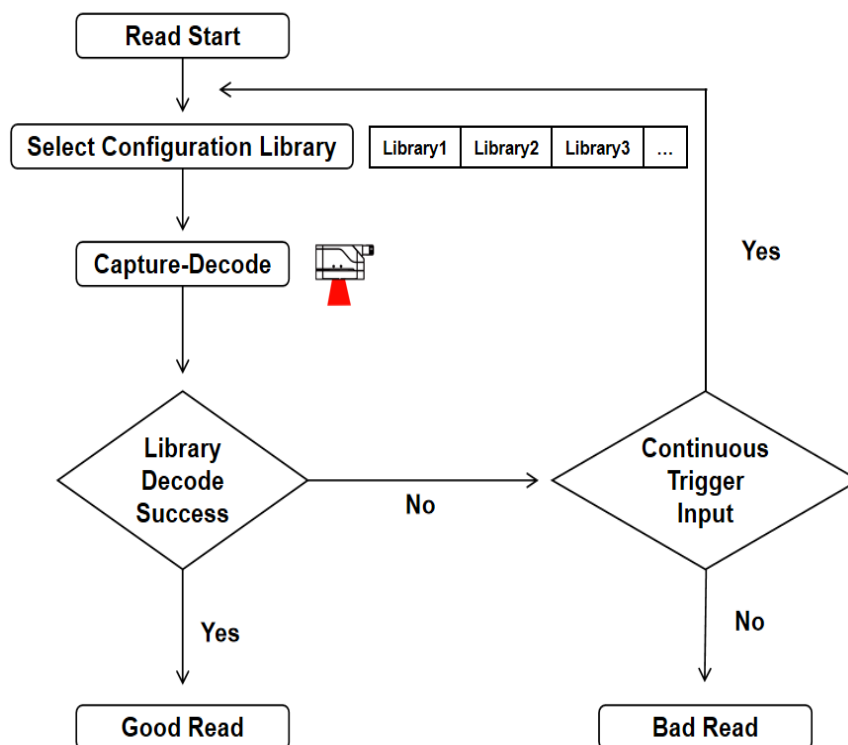 Read Start
Select Configuration Library
Library1 Library2 Library3 ...
Yes
Capture-Decode
Library
Decode
Success
No
Continuous
Trigger
Input
Yes
No
Good Read
Bad Read